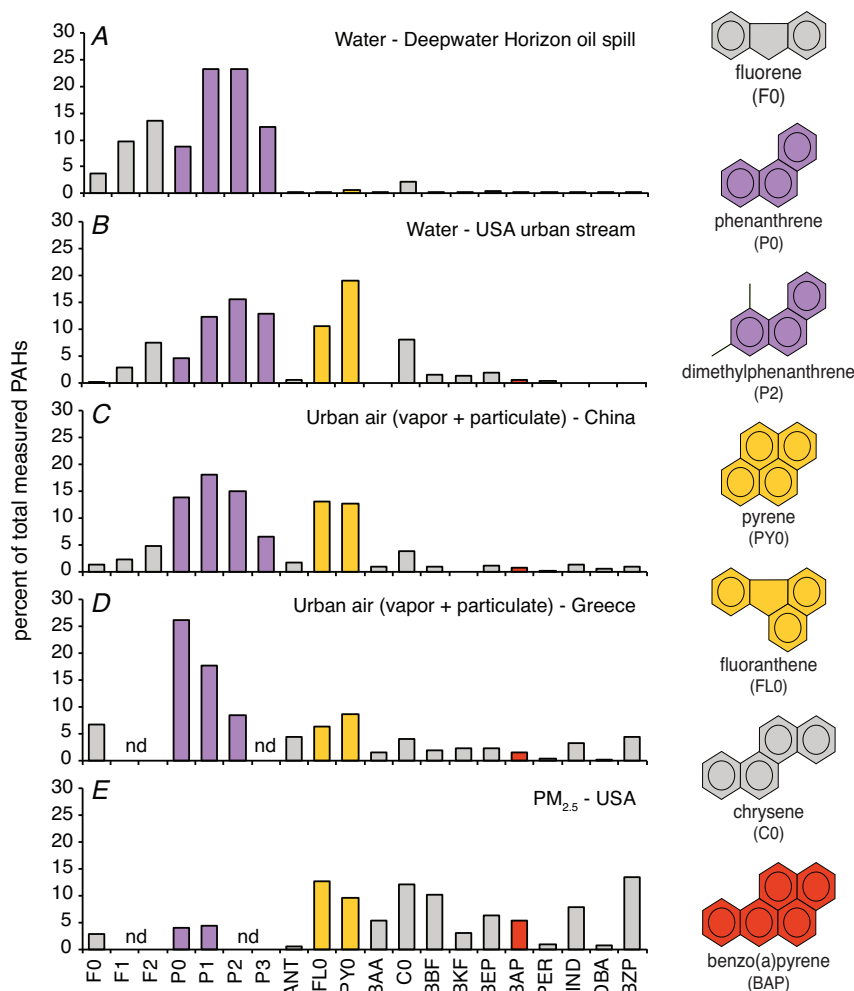 percent of total measured PAHs
A
Water - Deepwater Horizon oil spill
30
25
20
15
10
5
0
B
Water - USA urban stream
30
25
20
15
10
5
0
C
Urban air (vapor + particulate) - China
30
25
20
15
10
5
0
D
Urban air (vapor + particulate) - Greece
30
25
20
15
10
5
0
nd
nd
E
PM2.5 - USA
30
25
20
15
10
5
0
nd
nd
F0
F1
F2
P0
P1
P2
P3
ANT
FL0
PY0
BAA
C0
BBF
BKF
BEP
BAP
PER
IND
DBA
BZP
fluorene
(F0)
phenanthrene
(P0)
dimethylphenanthrene
(P2)
pyrene
(PY0)
fluoranthene
(FL0)
chrysene
(C0)
benzo(a)pyrene
(BAP)